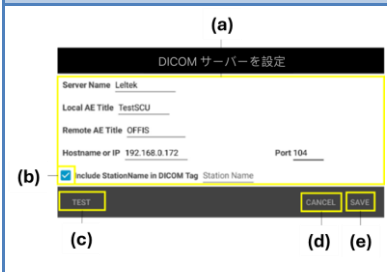 (a)
DICOM サーバーを設定
Server Name Leltek
Local AE Title TestSCU
Remote AE Title OFFIS
Hostname or IP 192.168.0.172 Port 104
(b) Include StationName in DICOM Tag Station Name
TEST CANCEL SAVE
(c) (d) (e)